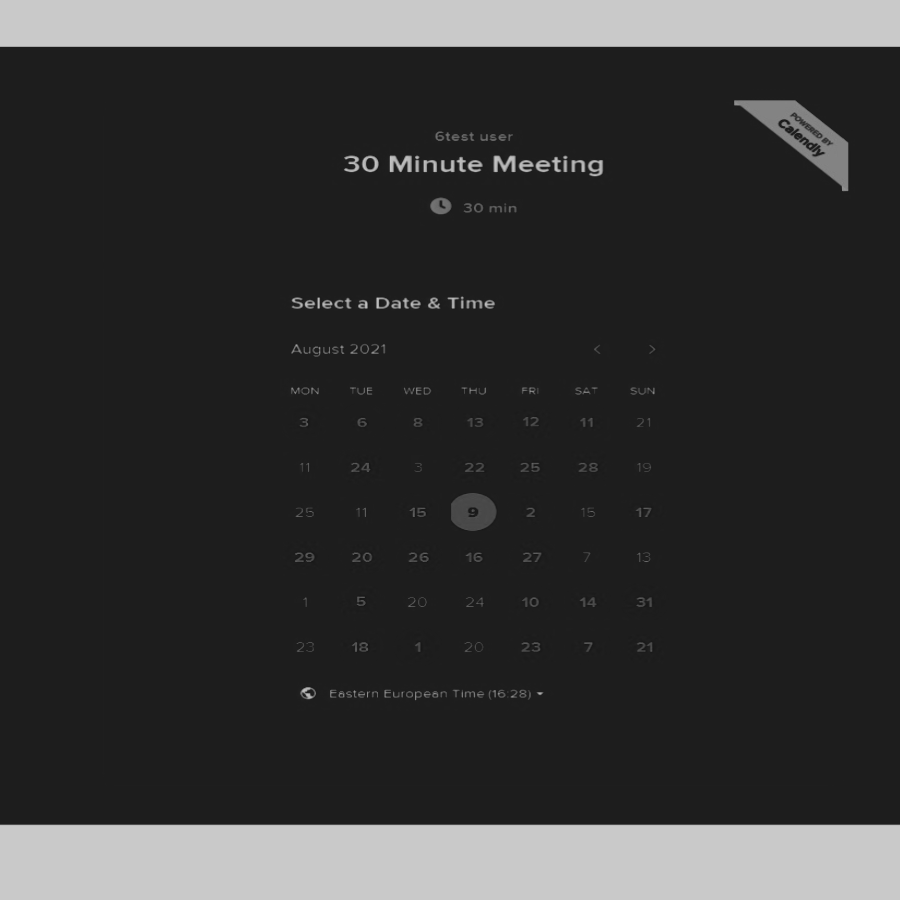 POWERED BY
Calendly
6test user
30 Minute Meeting
30 min
Select a Date & Time
August 2021 < >
MON TUE WED THU FRI SAT SUN
3 6 8 13 12 11 21
11 24 3 22 25 28 19
25 11 15 9 2 15 17
29 20 26 16 27 7 13
1 5 20 24 10 14 31
23 18 1 20 23 7 21
Eastern European Time (16:28)